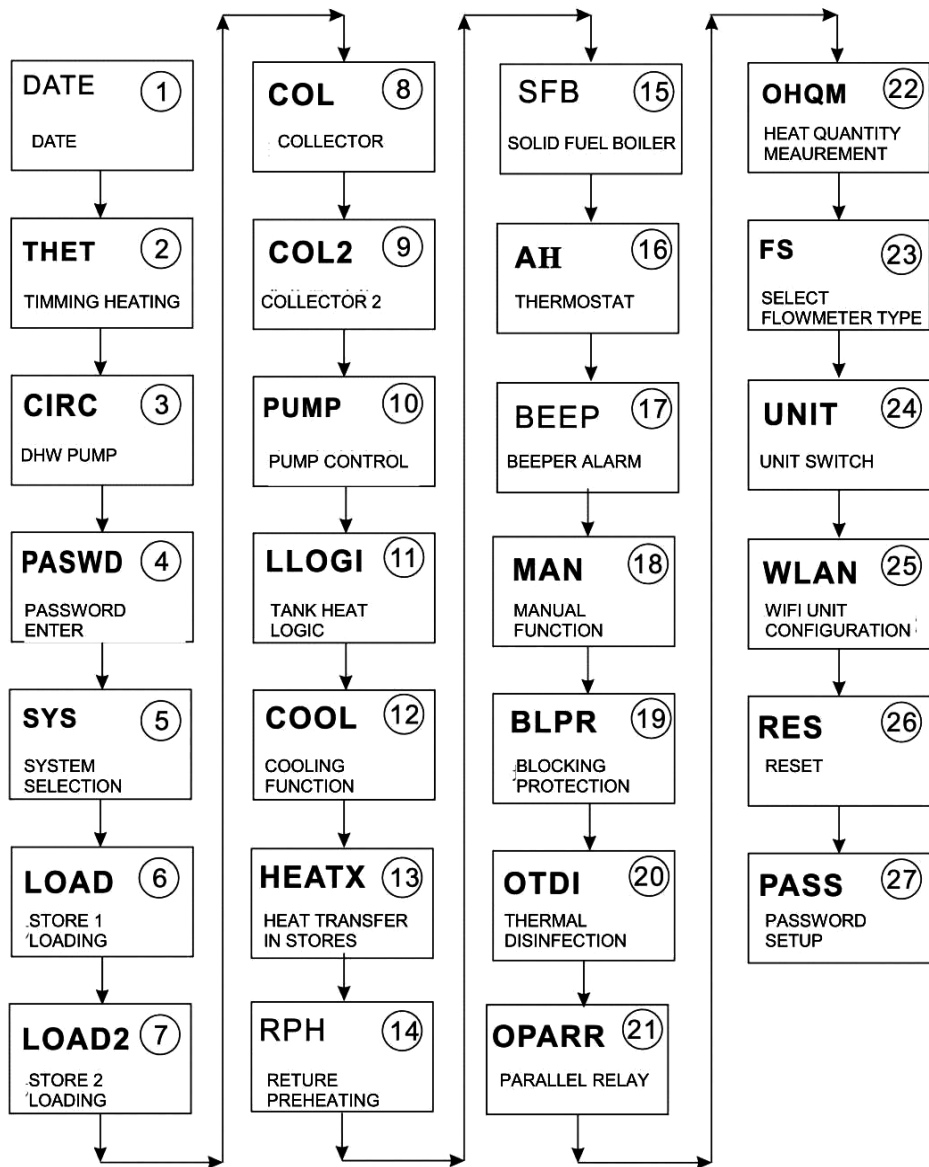 DATE
1
DATE
THET
2
TIMMING HEATING
CIRC
3
DHW PUMP
PASWD
4
PASSWORD
ENTER
SYS
5
SYSTEM
SELECTION
LOAD
6
STORE 1
LOADING
LOAD2
7
STORE 2
LOADING
COL
8
COLLECTOR
COL2
9
COLLECTOR 2
PUMP
10
PUMP CONTROL
LLOGI
11
TANK HEAT
LOGIC
COOL
12
COOLING
FUNCTION
HEATX
13
HEAT TRANSFER
IN STORES
RPH
14
RETURE
PREHEATING
SFB
15
SOLID FUEL BOILER
AH
16
THERMOSTAT
BEEP
17
BEEPER ALARM
MAN
18
MANUAL
FUNCTION
BLPR
19
BLOCKING
PROTECTION
OTDI
20
THERMAL
DISINFECTION
OPARR
21
PARALLEL RELAY
OHQM
22
HEAT QUANTITY
MEAUREMENT
FS
23
SELECT
FLOWMETER TYPE
UNIT
24
UNIT SWITCH
WLAN
25
WIFI UNIT
CONFIGURATION
RES
26
RESET
PASS
27
PASSWORD
SETUP